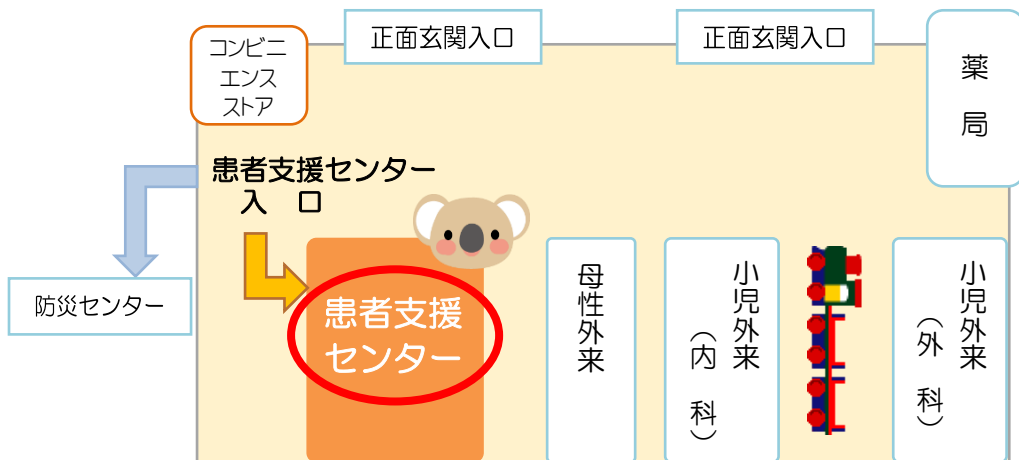 コンビニ
エンス
ストア
正面玄関入口
正面玄関入口
薬
局
患者支援センター
入 口
防災センター
患者支援
センター
母性外来
小児外来
（内 科）
小児外来
（外 科）